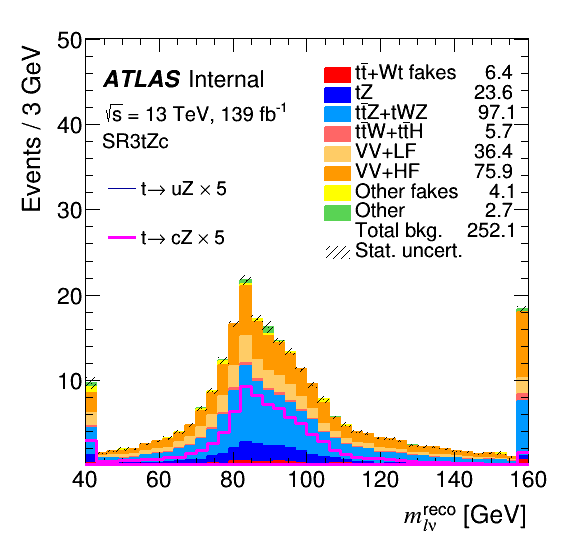 Events / 3 GeV
50
40
30
20
10
ATLAS Internal
√s = 13 TeV, 139 fb⁻¹
SR3tZc
t→ uZ × 5
t→ cZ × 5
tt̄+Wt fakes 6.4
tZ 23.6
tt̄Z+tWZ 97.1
tt̄W+tt̄H 5.7
VV+LF 36.4
VV+HF 75.9
Other fakes 4.1
Other 2.7
Total bkg. 252.1
Stat. uncert.
40 60 80 100 120 140 160
m_{lν}^{reco} [GeV]